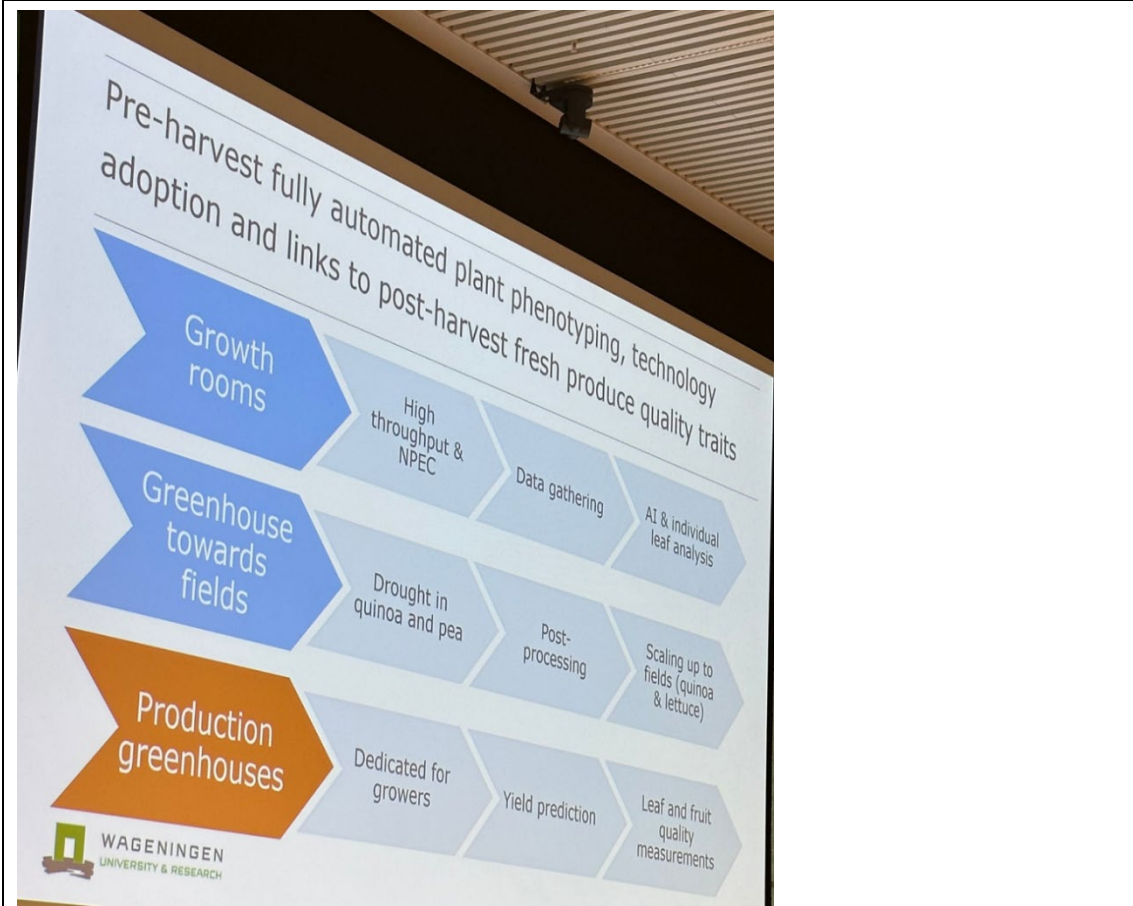 Pre-harvest fully automated plant phenotyping, technology
adoption and links to post-harvest fresh produce quality traits
Growth
rooms
High
throughput &
NPEC
Data gathering
AI & individual
leaf analysis
Greenhouse
towards
fields
Drought in
quinoa and pea
Post-
processing
Scaling up to
fields (quinoa
& lettuce)
Production
greenhouses
Dedicated for
growers
Yield prediction
Leaf and fruit
quality
measurements
WAGENINGEN
UNIVERSITY & RESEARCH